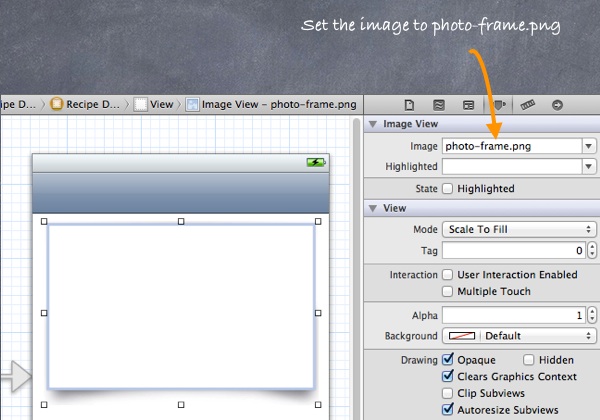 Set the image to photo-frame.png
ipe D... Recipe D... View Image View - photo-frame.png
Image View
Image photo-frame.png
Highlighted
State Highlighted
View
Mode Scale To Fill
Tag 0
Interaction User Interaction Enabled
Multiple Touch
Alpha 1
Background Default
Drawing Opaque Hidden
Clears Graphics Context
Clip Subviews
Autoresize Subviews